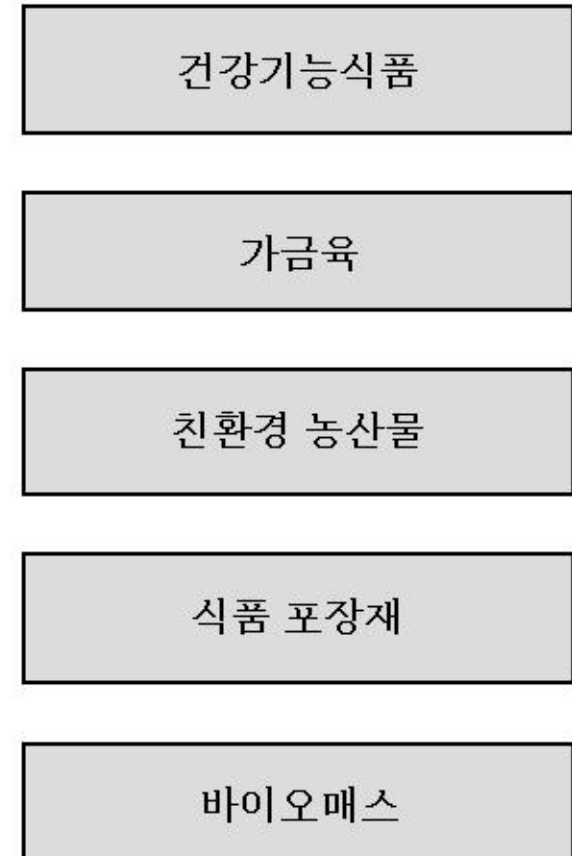 건강기능식품
가금육
친환경 농산물
식품 포장재
바이오매스